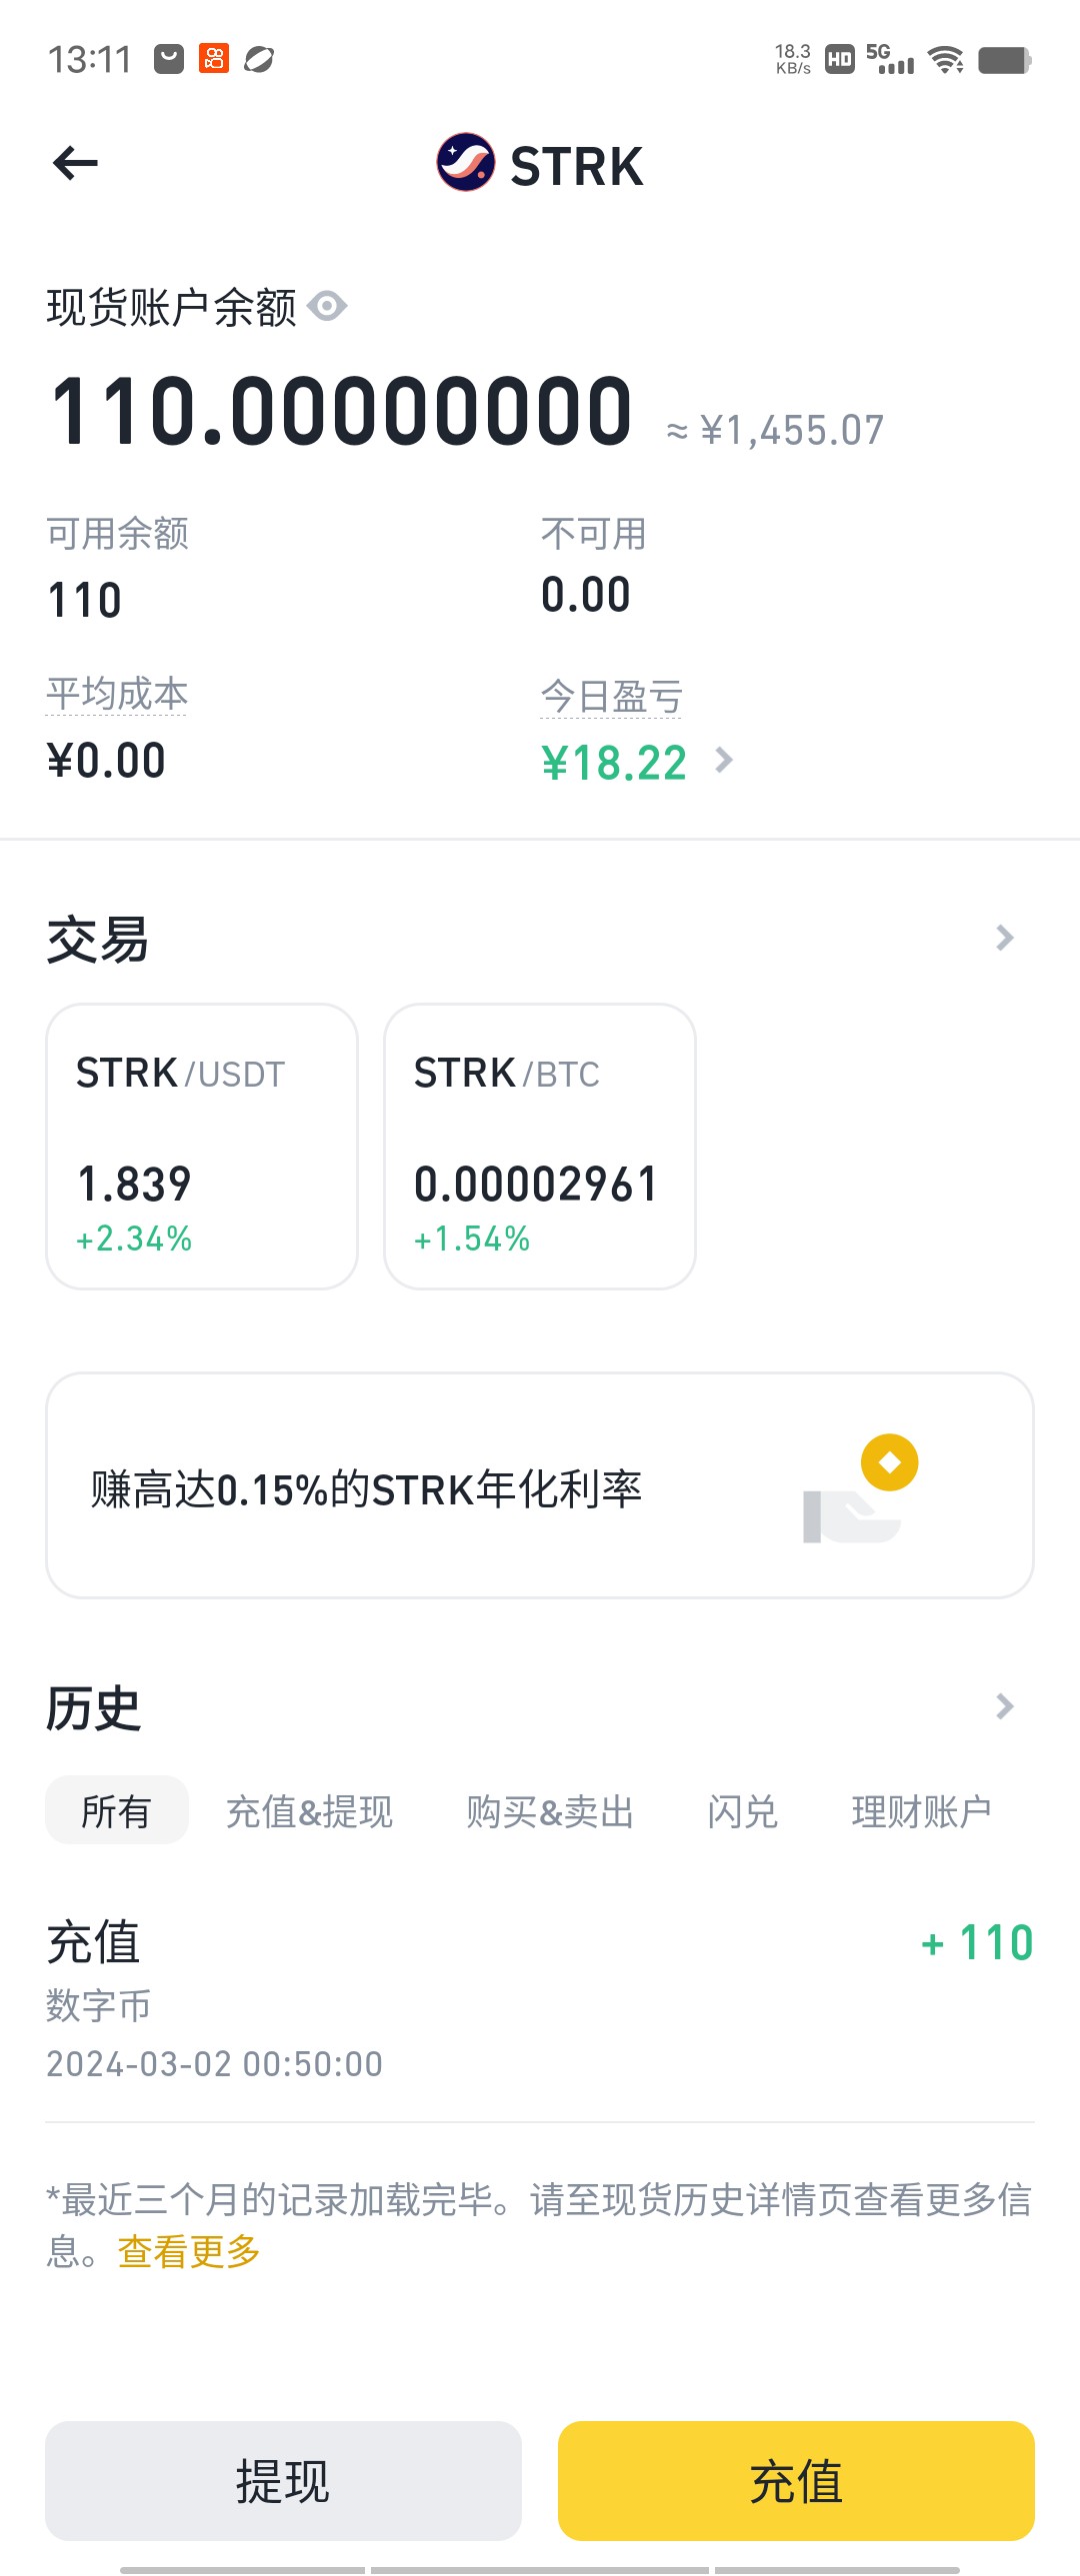 13:11
18.3
KB/s
HD
5G
STRK
现货账户余额
110.00000000 ≈ ¥1,455.07
可用余额 不可用
110 0.00
平均成本 今日盈亏
¥0.00 ¥18.22
交易
STRK/USDT STRK/BTC
1.839 0.00002961
+2.34% +1.54%
赚高达0.15%的STRK年化利率
历史
所有 充值&提现 购买&卖出 闪兑 理财账户
充值 + 110
数字币
2024-03-02 00:50:00
*最近三个月的记录加载完毕。请至现货历史详情页查看更多信
息。查看更多
提现 充值